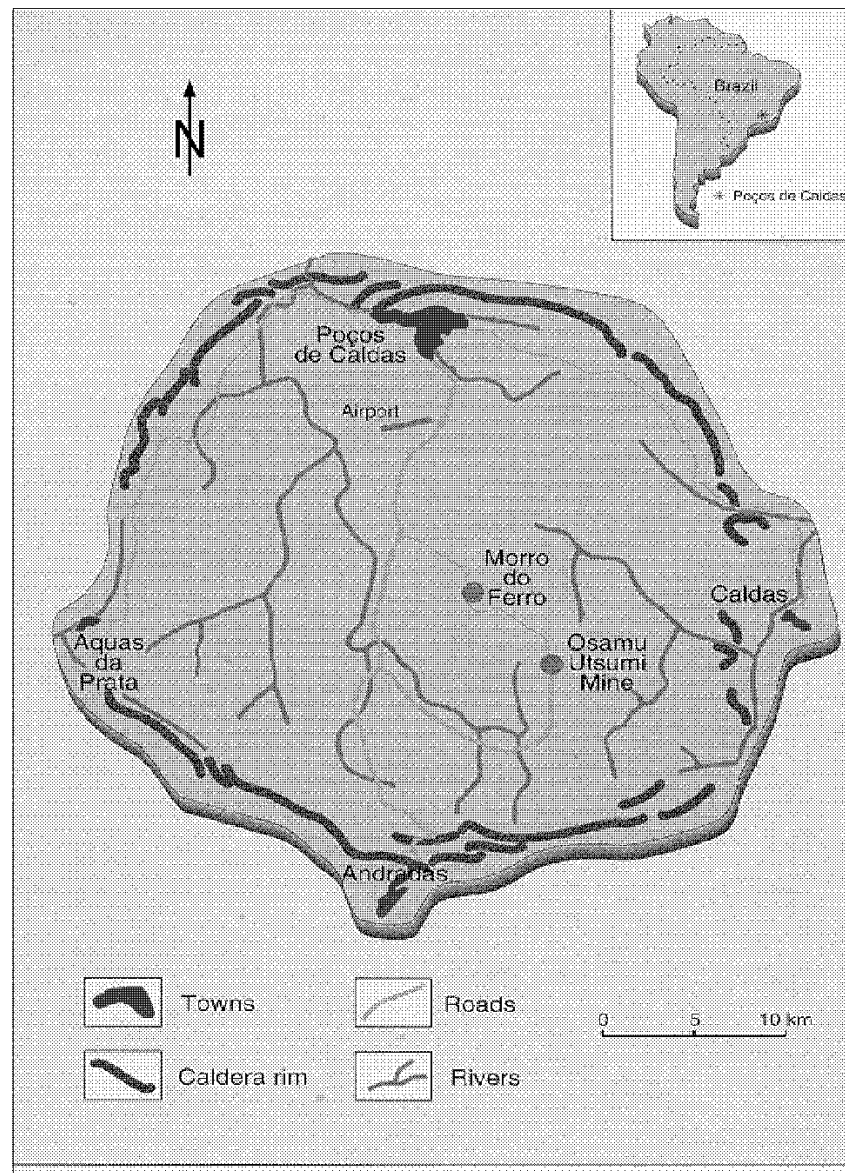 N
Brazil
* Poços de Caldas
Poços
de Caldas
Airport
Morro
do
Ferro
Caldas
Aquas
da
Prata
Osamu
Utsumi
Mine
Andradas
Towns
Roads
0 5 10 km
Caldera rim
Rivers